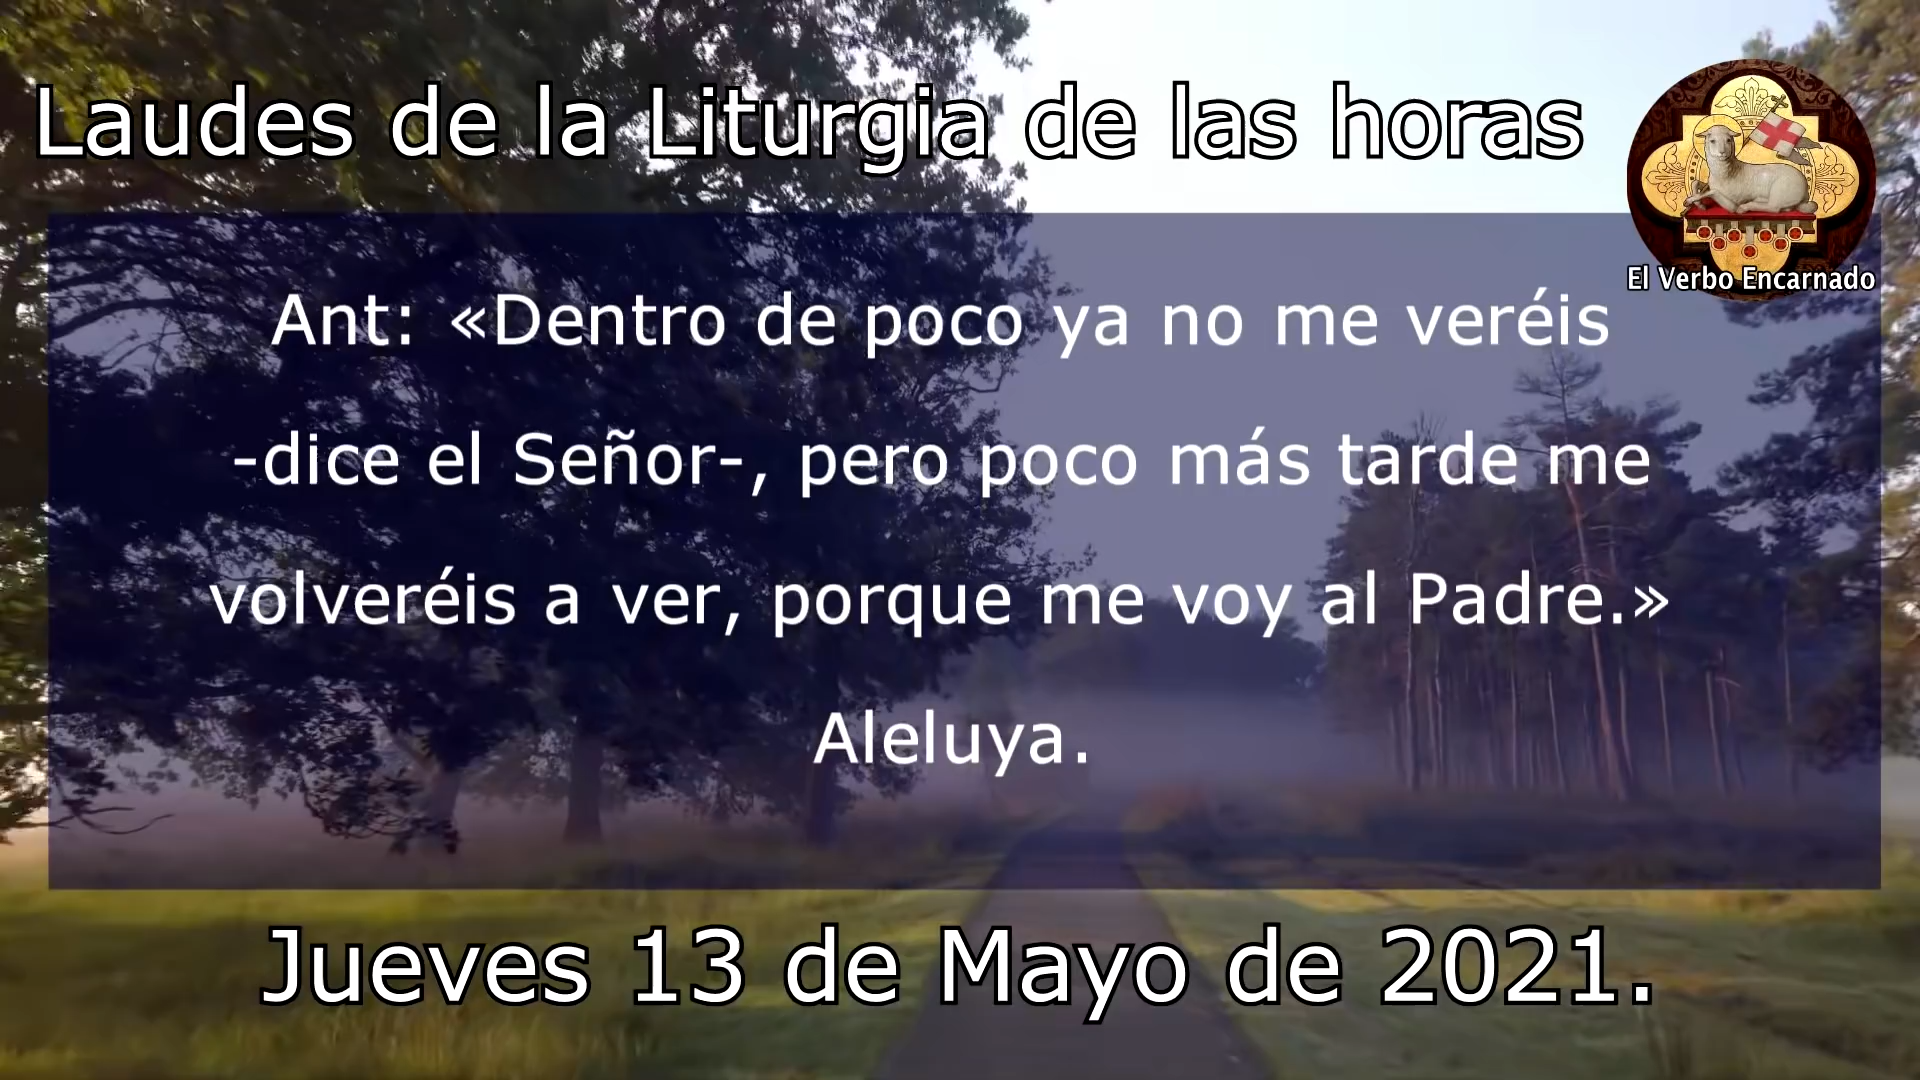 Laudes de la Liturgia de las horas
El Verbo Encarnado
Ant: «Dentro de poco ya no me veréis
-dice el Señor-, pero poco más tarde me
volveréis a ver, porque me voy al Padre.»
Aleluya.
Jueves 13 de Mayo de 2021.